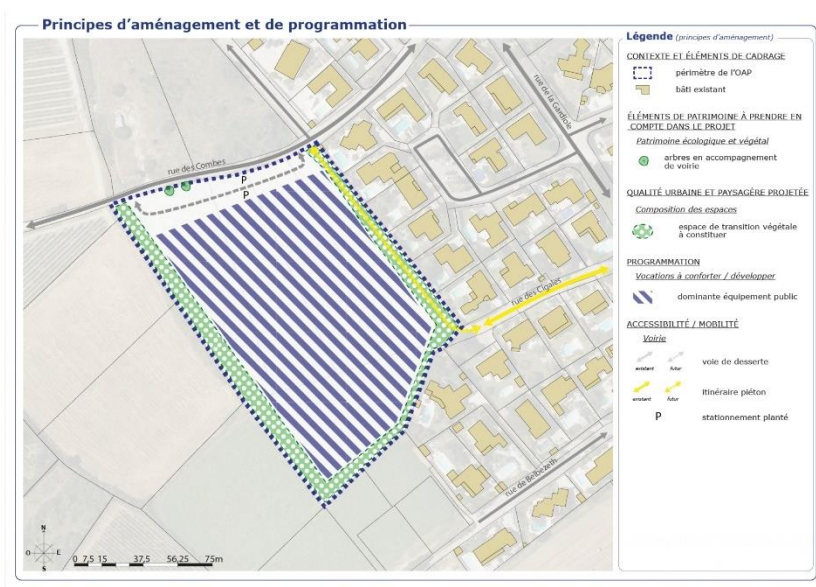 Principes d'aménagement et de programmation
rue des Combes
rue de la Gardiole
P
P
rue des Cigales
rue de Belbezeth
N
O
E
S
0 7,5 15 37,5 56,25 75m
Légende (principes d'aménagement)
CONTEXTE ET ÉLÉMENTS DE CADRAGE
périmètre de l'OAP
bâti existant
ÉLÉMENTS DE PATRIMOINE À PRENDRE EN
COMPTE DANS LE PROJET
Patrimoine écologique et végétal
arbres en accompagnement
de voirie
QUALITÉ URBAINE ET PAYSAGÈRE PROJETÉE
Composition des espaces
espace de transition végétale
à constituer
PROGRAMMATION
Vocations à conforter / développer
dominante équipement public
ACCESSIBILITÉ / MOBILITÉ
Voirie
voie de desserte
existant futur
itinéraire piéton
existant futur
P stationnement planté